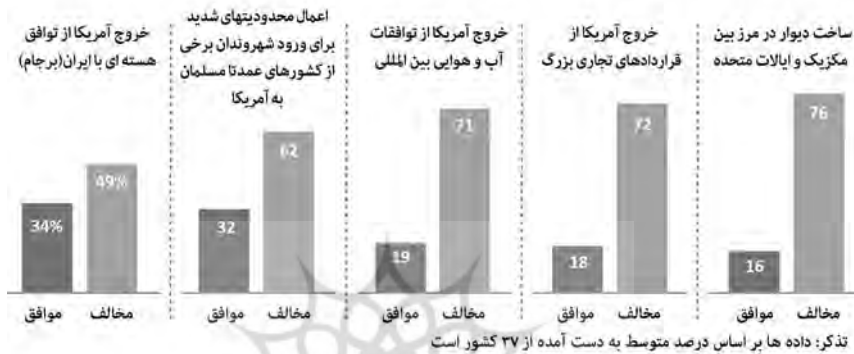 ساخت دیوار در مرز بین
مکزیک و ایالات متحده
76
16
مخالف
موافق
خروج آمریکا از
قراردادهای تجاری بزرگ
72
18
مخالف
موافق
خروج آمریکا از توافقات
آب و هوایی بین المللی
71
19
مخالف
موافق
اعمال محدودیتهای شدید
برای ورود شهروندان برخی
از کشورهای عمدتا مسلمان
به آمریکا
62
32
مخالف
موافق
خروج آمریکا از توافق
هسته ای با ایران(برجام)
49%
34%
مخالف
موافق
تذکر: داده ها بر اساس درصد متوسط به دست آمده از ۳۷ کشور است